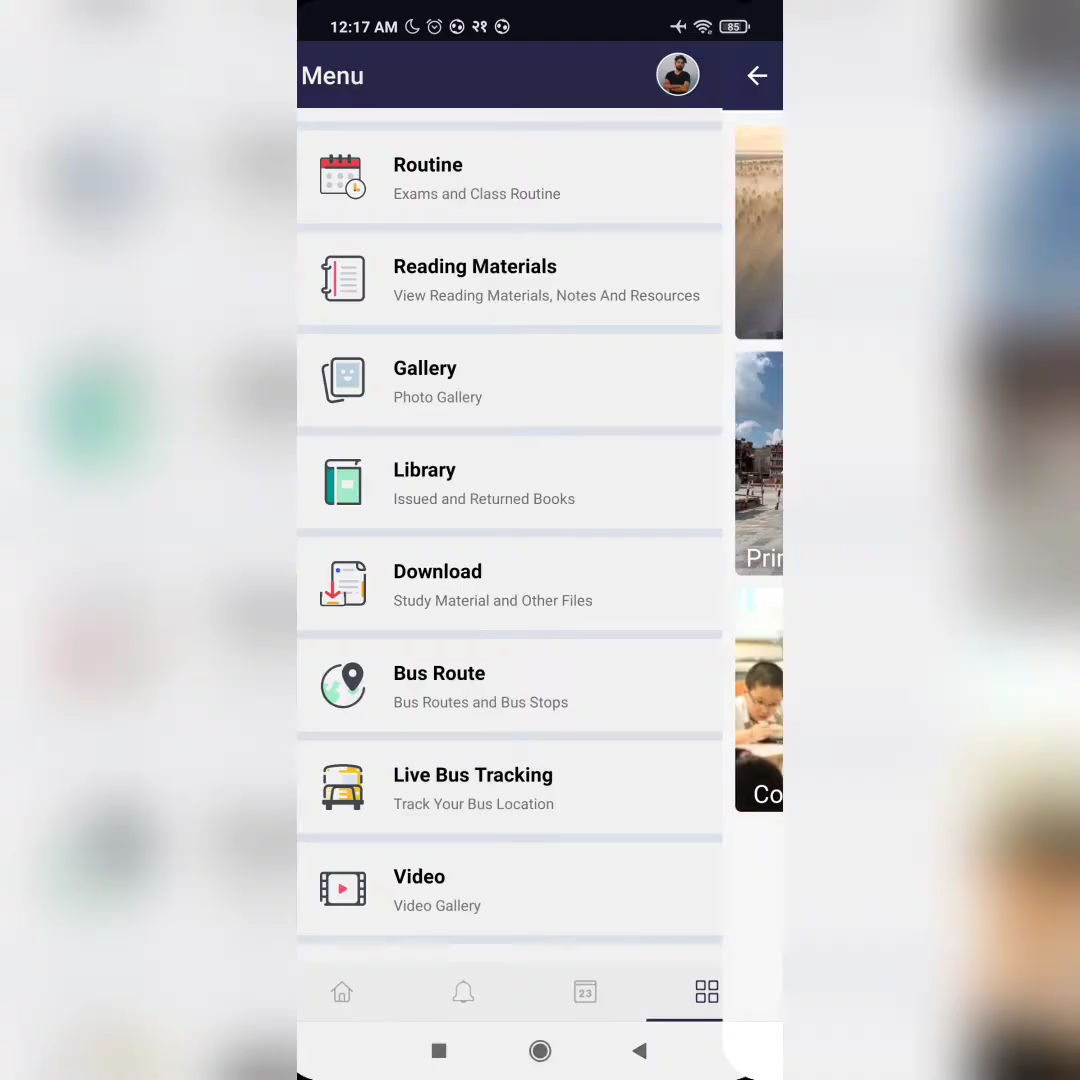 12:17 AM २१ 85
Menu
Routine
Exams and Class Routine
Reading Materials
View Reading Materials, Notes And Resources
Gallery
Photo Gallery
Library
Issued and Returned Books
Download
Study Material and Other Files
Bus Route
Bus Routes and Bus Stops
Live Bus Tracking
Track Your Bus Location
Video
Video Gallery
23
Prin
Co